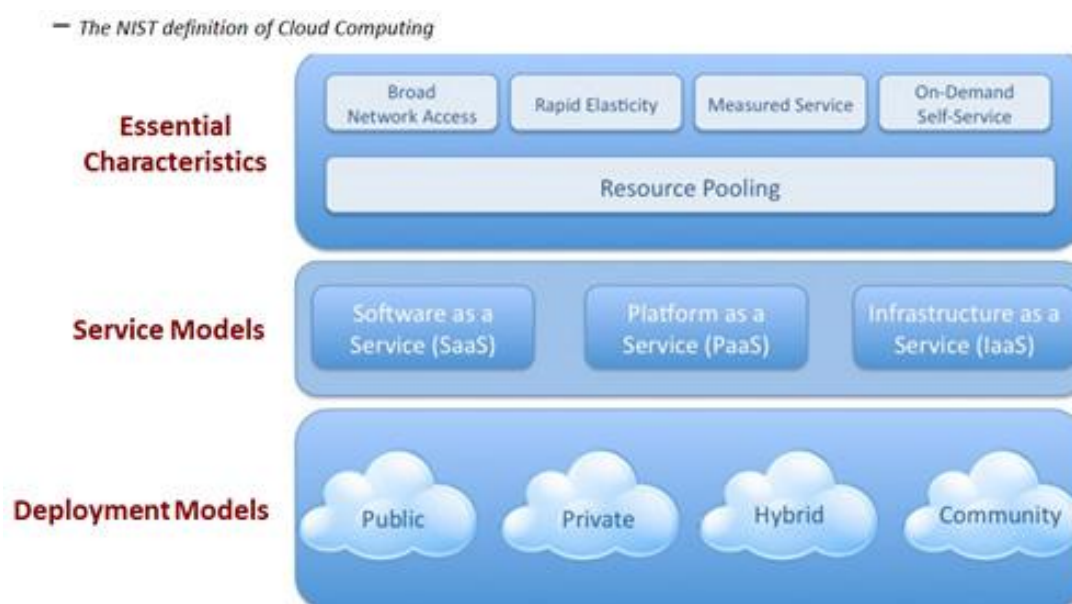 — The NIST definition of Cloud Computing
Essential
Characteristics
Broad
Network Access
Rapid Elasticity
Measured Service
On-Demand
Self-Service
Resource Pooling
Service Models
Software as a
Service (SaaS)
Platform as a
Service (PaaS)
Infrastructure as a
Service (IaaS)
Deployment Models
Public
Private
Hybrid
Community